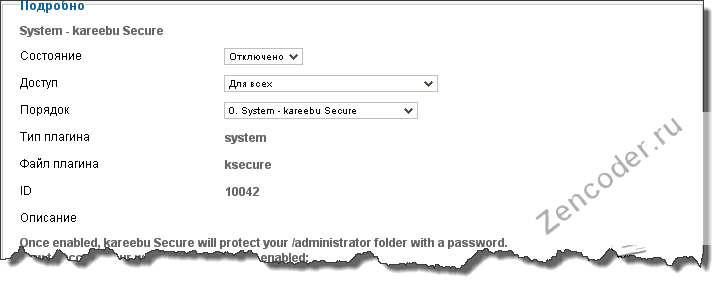 Подробно
System - kareebu Secure
Состояние Отключено
Доступ Для всех
Порядок 0. System - kareebu Secure
Тип плагина system
Файл плагина ksecure
ID 10042
Описание
Once enabled, kareebu Secure will protect your /administrator folder with a password.
enabled:
Zencoder.ru